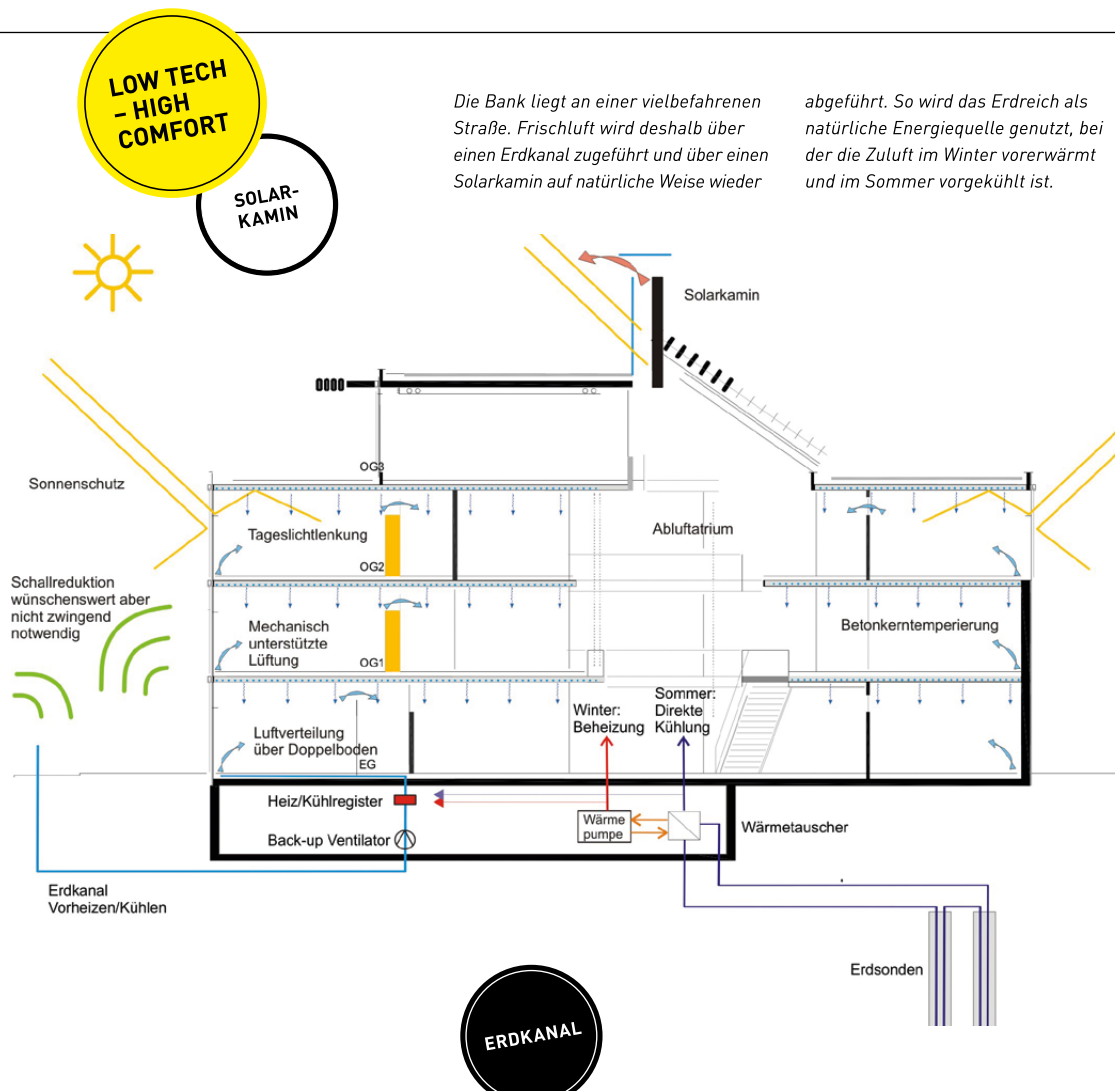 LOW TECH
– HIGH
COMFORT
SOLAR-
KAMIN
Die Bank liegt an einer vielbefahrenen
Straße. Frischluft wird deshalb über
einen Erdkanal zugeführt und über einen
Solarkamin auf natürliche Weise wieder
abgeführt. So wird das Erdreich als
natürliche Energiequelle genutzt, bei
der die Zuluft im Winter vorerwärmt
und im Sommer vorgekühlt ist.
Solarkamin
OG3
Sonnenschutz
Tageslichtlenkung
Abluftatrium
OG2
Schallreduktion
wünschenswert aber
nicht zwingend
notwendig
Mechanisch
unterstützte
Lüftung
OG1
Betonkerntemperierung
Winter:
Beheizung
Sommer:
Direkte
Kühlung
Luftverteilung
über Doppelboden
EG
Heiz/Kühlregister
Back-up Ventilator
Wärme
pumpe
Wärmetauscher
Erdkanal
Vorheizen/Kühlen
Erdsonden
ERDKANAL